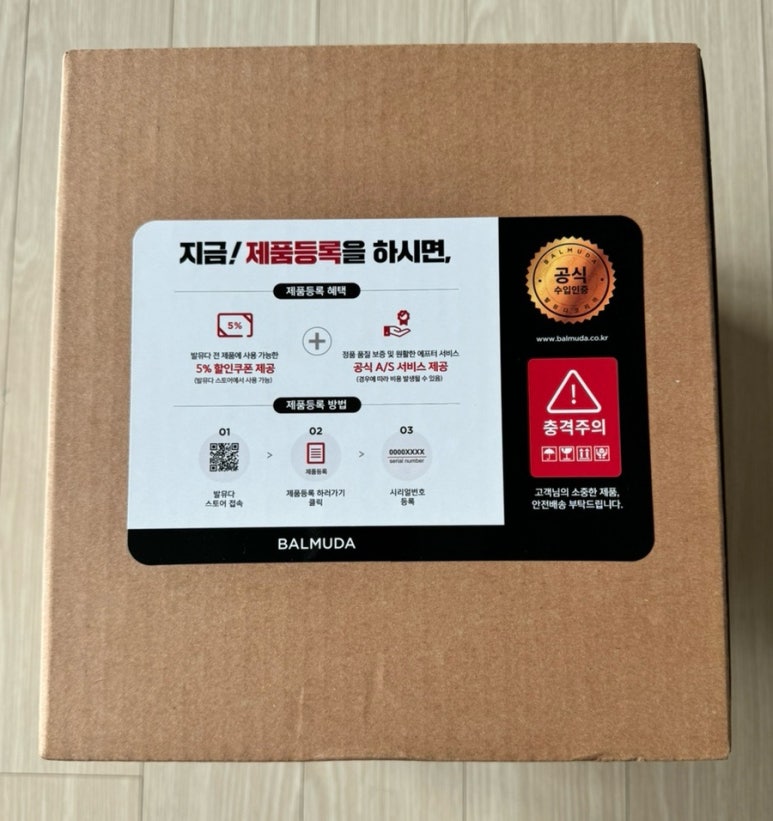 지금! 제품등록을 하시면,
제품등록 혜택
5%
발뮤다 전 제품에 사용 가능한
5% 할인쿠폰 제공
(발뮤다 스토어에서 사용 가능)
정품 품질 보증 및 원활한 애프터 서비스
공식 A/S 서비스 제공
(경우에 따라 비용 발생될 수 있음)
제품등록 방법
01
발뮤다
스토어 접속
>
02
제품등록
제품등록 하러가기
클릭
>
03
0000XXXX
serial number
시리얼번호
등록
BALMUDA
BALMUDA
공식
수입인증
발뮤다코리아
www.balmuda.co.kr
충격주의
고객님의 소중한 제품,
안전배송 부탁드립니다.